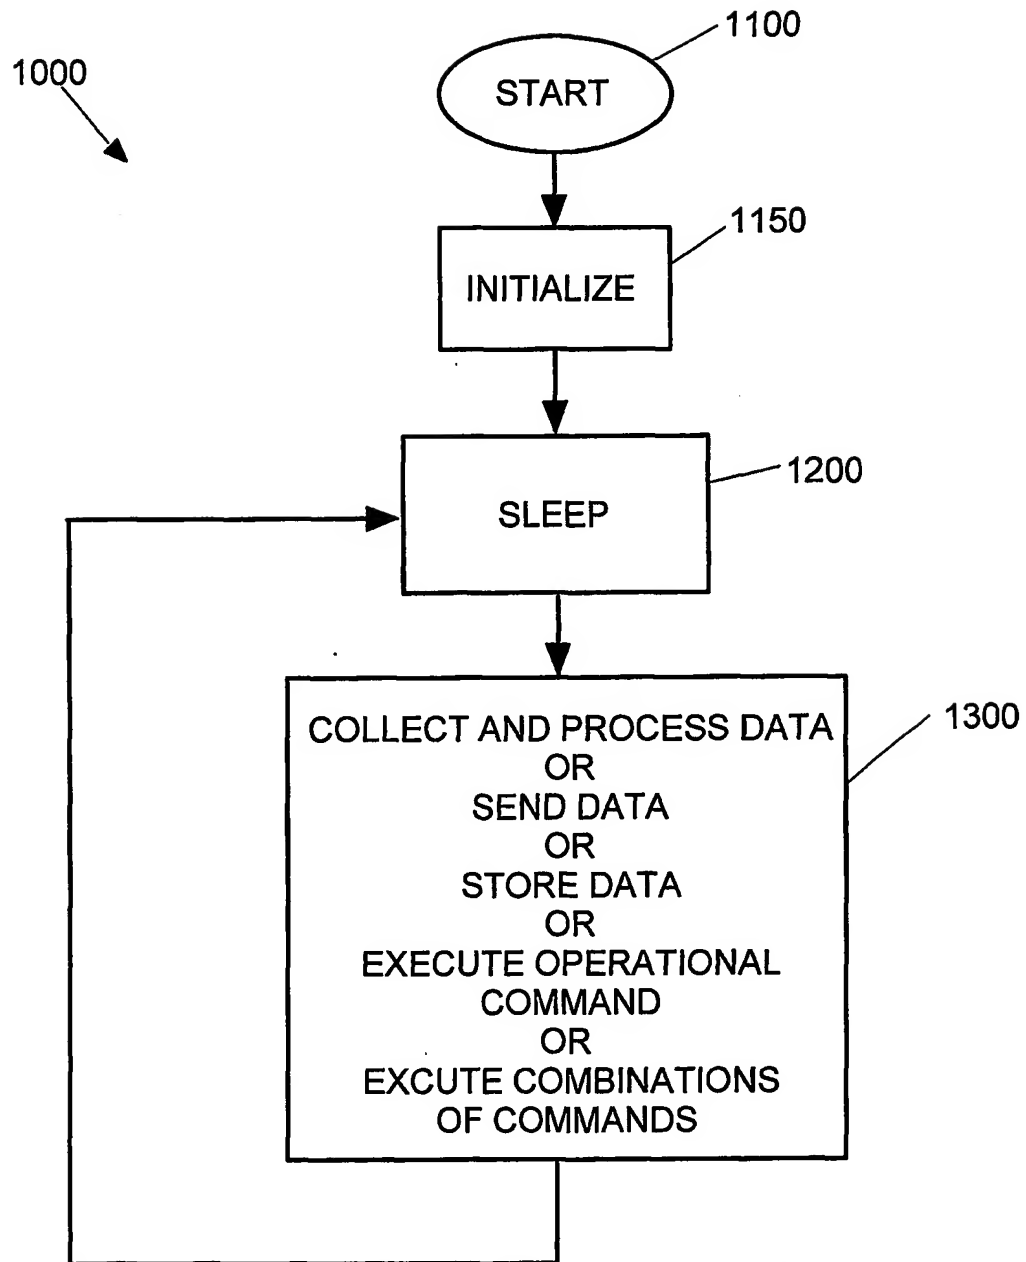 1100
1000
START
1150
INITIALIZE
1200
SLEEP
1300
COLLECT AND PROCESS DATA
OR
SEND DATA
OR
STORE DATA
OR
EXECUTE OPERATIONAL
COMMAND
OR
EXCUTE COMBINATIONS
OF COMMANDS